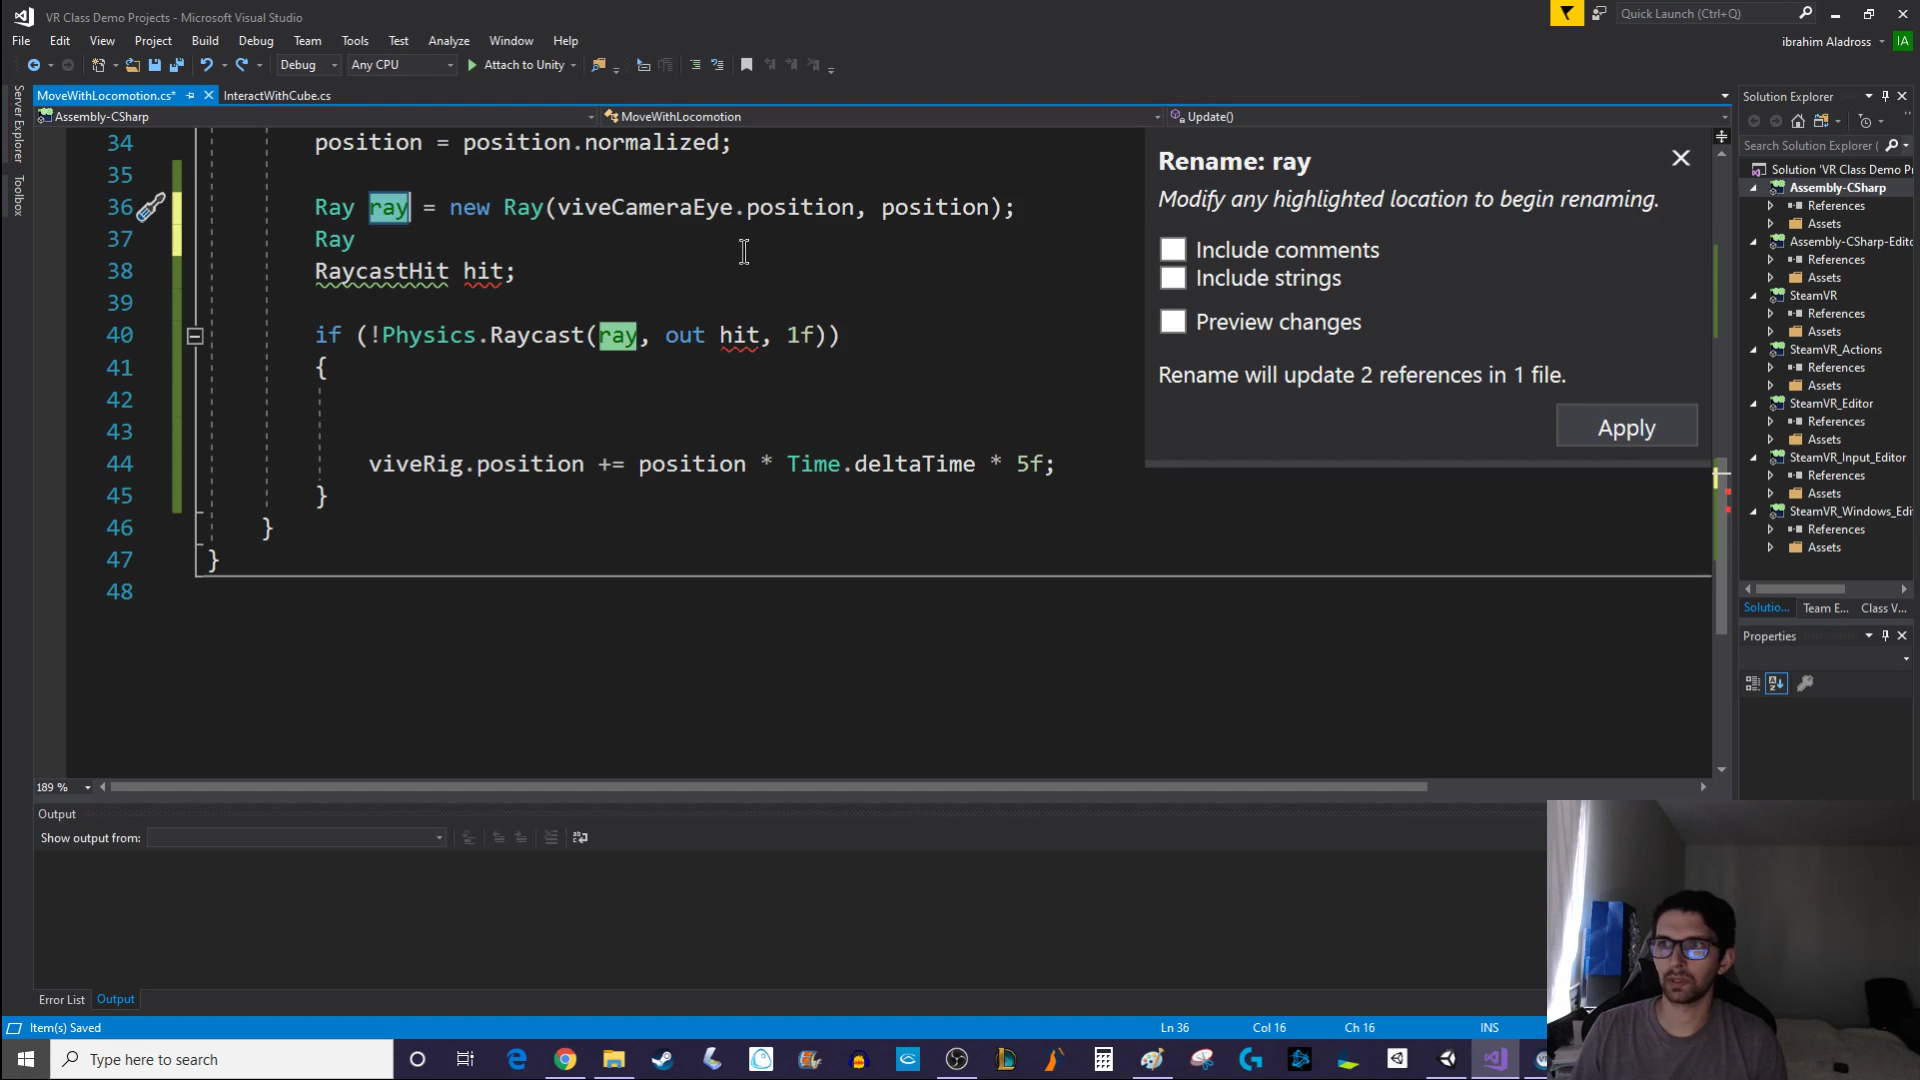 VR Class Demo Projects - Microsoft Visual Studio
Quick Launch (Ctrl+Q)
File Edit View Project Build Debug Team Tools Test Analyze Window Help
ibrahim Aladross IA
Debug Any CPU Attach to Unity
Server Explorer
Toolbox
MoveWithLocomotion.cs* InteractWithCube.cs
Assembly-CSharp MoveWithLocomotion Update()
34 position = position.normalized;
35
36 Ray ray = new Ray(viveCameraEye.position, position);
37 Ray
38 RaycastHit hit;
39
40 if (!Physics.Raycast(ray, out hit, 1f))
41 {
42
43
44 viveRig.position += position * Time.deltaTime * 5f;
45 }
46 }
47 }
48
Rename: ray
Modify any highlighted location to begin renaming.
Include comments
Include strings
Preview changes
Rename will update 2 references in 1 file.
Apply
Solution Explorer
Search Solution Explorer
Solution 'VR Class Demo Pr
Assembly-CSharp
References
Assets
Assembly-CSharp-Edito
References
Assets
SteamVR
References
Assets
SteamVR_Actions
References
Assets
SteamVR_Editor
References
Assets
SteamVR_Input_Editor
References
Assets
SteamVR_Windows_Edi
References
Assets
Solutio... Team E... Class V...
Properties
189 %
Output
Show output from:
Error List Output
Item(s) Saved Ln 36 Col 16 Ch 16 INS
Type here to search